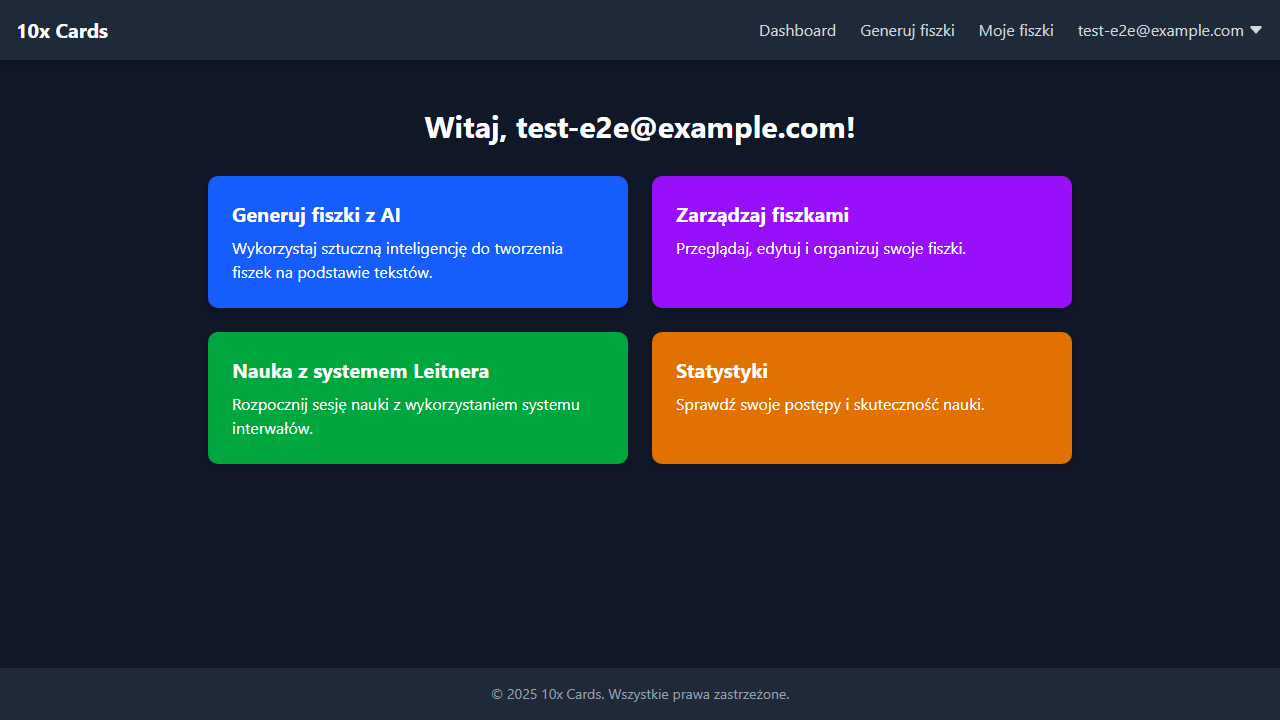 10x Cards
Dashboard
Generuj fiszki
Moje fiszki
test-e2e@example.com
Witaj, test-e2e@example.com!
Generuj fiszki z AI
Wykorzystaj sztuczną inteligencję do tworzenia
fiszek na podstawie tekstów.
Zarządzaj fiszkami
Przeglądaj, edytuj i organizuj swoje fiszki.
Nauka z systemem Leitnera
Rozpocznij sesję nauki z wykorzystaniem systemu
interwałów.
Statystyki
Sprawdź swoje postępy i skuteczność nauki.
© 2025 10x Cards. Wszystkie prawa zastrzeżone.